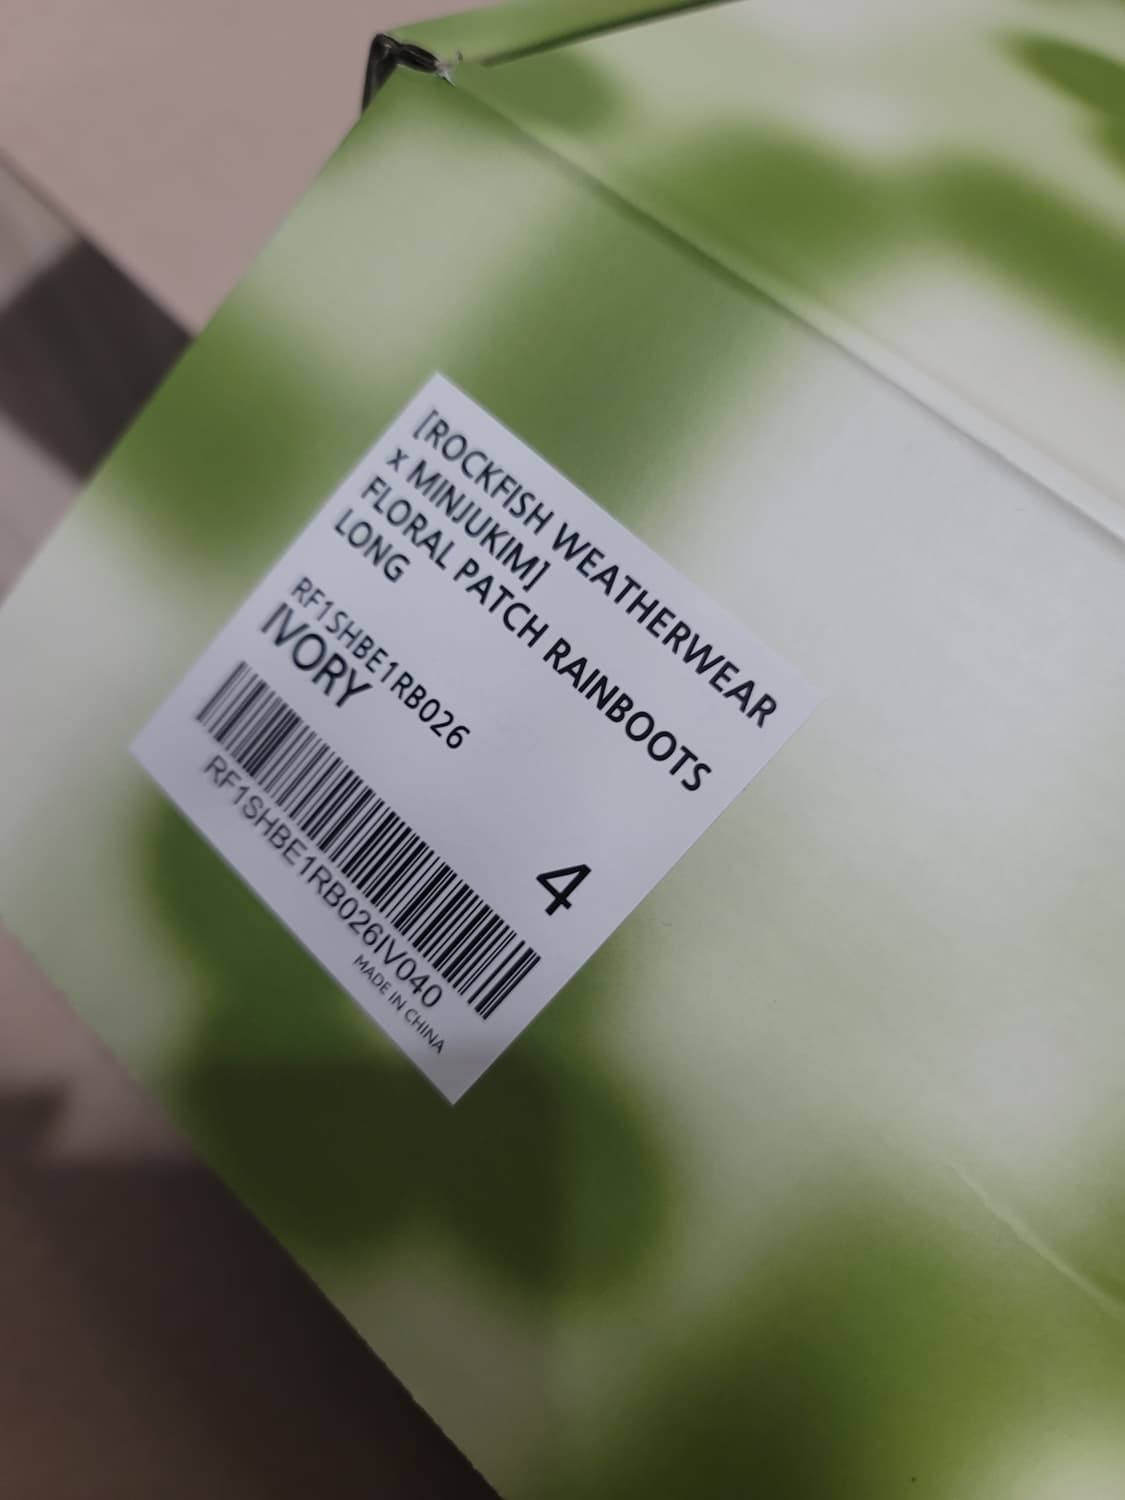 [ROCKFISH WEATHERWEAR
x MINJUKIM]
FLORAL PATCH RAINBOOTS
LONG
RF1SHBE1RB026
IVORY
4
RF1SHBE1RB026IV040
MADE IN CHINA